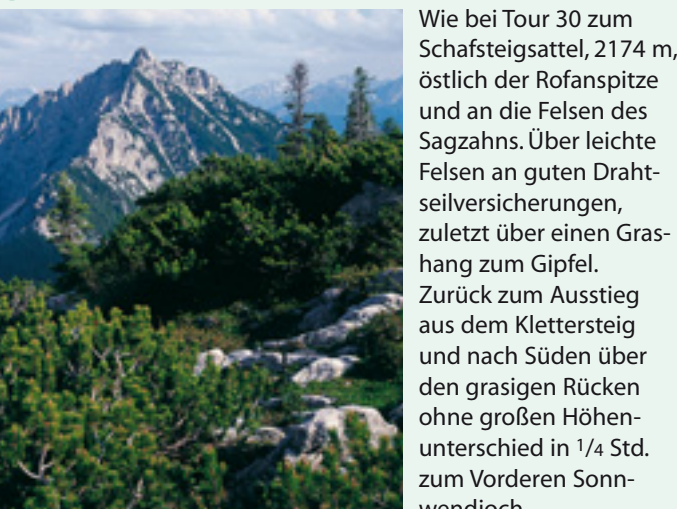 Wie bei Tour 30 zum
Schafsteigsattel, 2174 m,
östlich der Rofanspitze
und an die Felsen des
Sagzahns. Über leichte
Felsen an guten Draht-
seilversicherungen,
zuletzt über einen Gras-
hang zum Gipfel.
Zurück zum Ausstieg
aus dem Klettersteig
und nach Süden über
den grasigen Rücken
ohne großen Höhen-
unterschied in 1/4 Std.
zum Vorderen Sonn-
wendjoch.